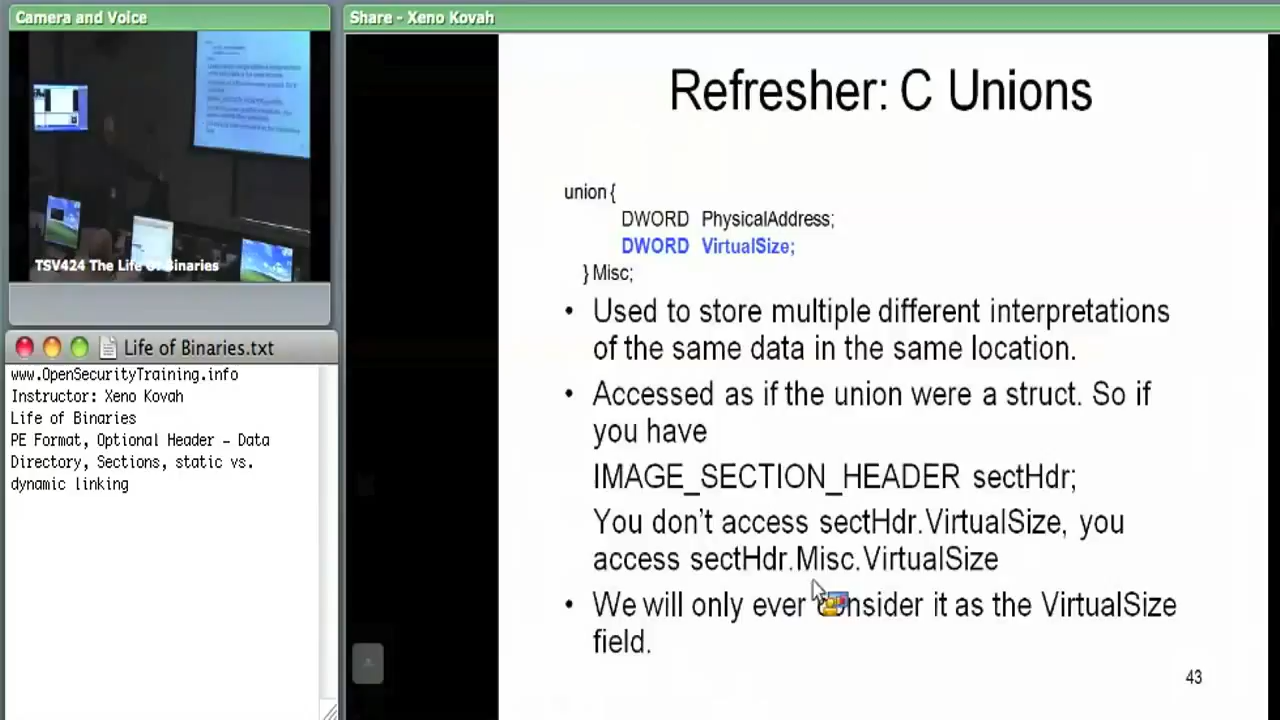 Camera and Voice
TSV424 The Life Of Binaries
Life of Binaries.txt
www.OpenSecurityTraining.info
Instructor: Xeno Kovah
Life of Binaries
PE Format, Optional Header – Data
Directory, Sections, static vs.
dynamic linking
Share - Xeno Kovah
Refresher: C Unions
union {
DWORD PhysicalAddress;
DWORD VirtualSize;
} Misc;
• Used to store multiple different interpretations
of the same data in the same location.
• Accessed as if the union were a struct. So if
you have
IMAGE_SECTION_HEADER sectHdr;
You don't access sectHdr.VirtualSize, you
access sectHdr.Misc.VirtualSize
• We will only ever consider it as the VirtualSize
field.
43